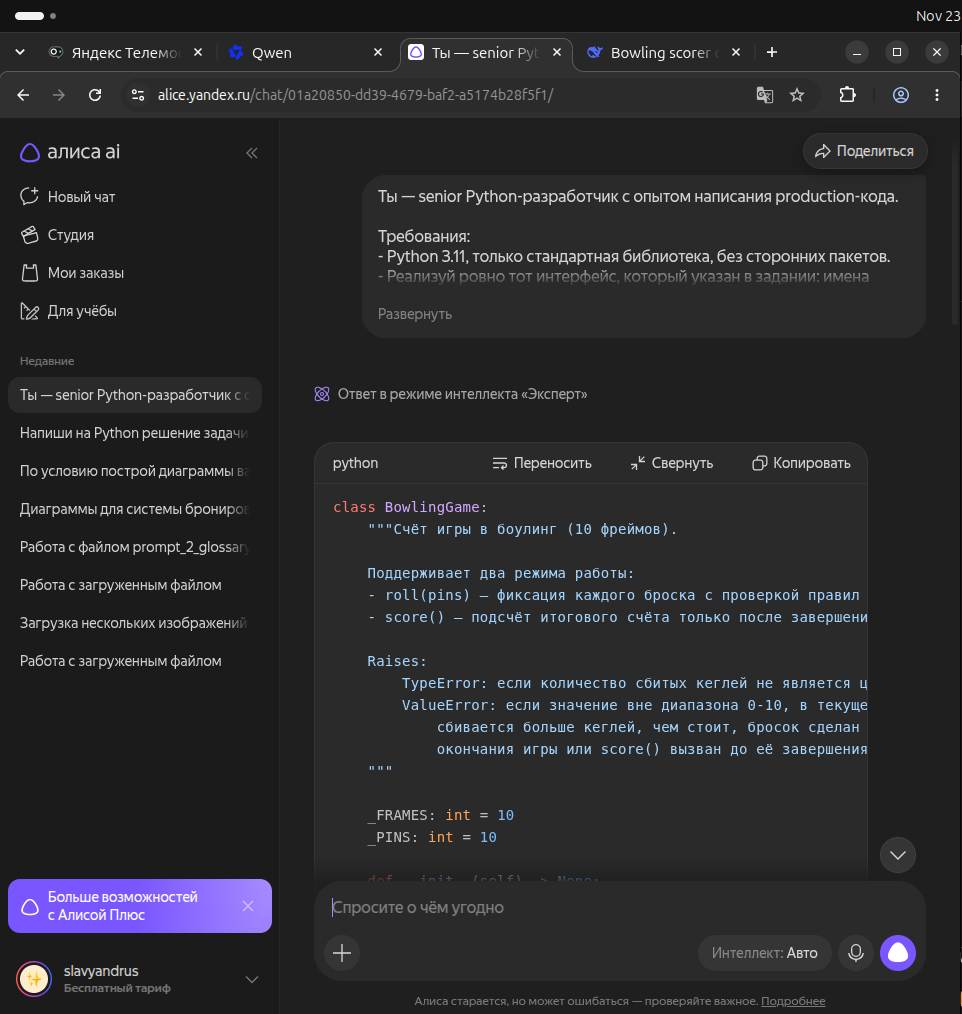 Nov 23
Яндекс Телемо
Qwen
Ты — senior Pyt
Bowling scorer
alice.yandex.ru/chat/01a20850-dd39-4679-baf2-a5174b28f5f1/
алиса ai
Новый чат
Студия
Мои заказы
Для учёбы
Недавние
Ты — senior Python-разработчик с о
Напиши на Python решение задачи
По условию построй диаграммы ва
Диаграммы для системы брониров
Работа с файлом prompt_2_glossary
Работа с загруженным файлом
Загрузка нескольких изображений
Работа с загруженным файлом
Больше возможностей
с Алисой Плюс
slavyandrus
Бесплатный тариф
Поделиться
Ты — senior Python-разработчик с опытом написания production-кода.
Требования:
- Python 3.11, только стандартная библиотека, без сторонних пакетов.
- Реализуй ровно тот интерфейс, который указан в задании: имена
Развернуть
Ответ в режиме интеллекта «Эксперт»
python
Переносить
Свернуть
Копировать
class BowlingGame:
"""Счёт игры в боулинг (10 фреймов).
Поддерживает два режима работы:
- roll(pins) — фиксация каждого броска с проверкой правил
- score() — подсчёт итогового счёта только после завершени
Raises:
TypeError: если количество сбитых кеглей не является ц
ValueError: если значение вне диапазона 0-10, в текуще
сбивается больше кеглей, чем стоит, бросок сделан
окончания игры или score() вызван до её завершения
"""
_FRAMES: int = 10
_PINS: int = 10
def __init__(self) -> None:
Спросите о чём угодно
Интеллект: Авто
Алиса старается, но может ошибаться — проверяйте важное. Подробнее